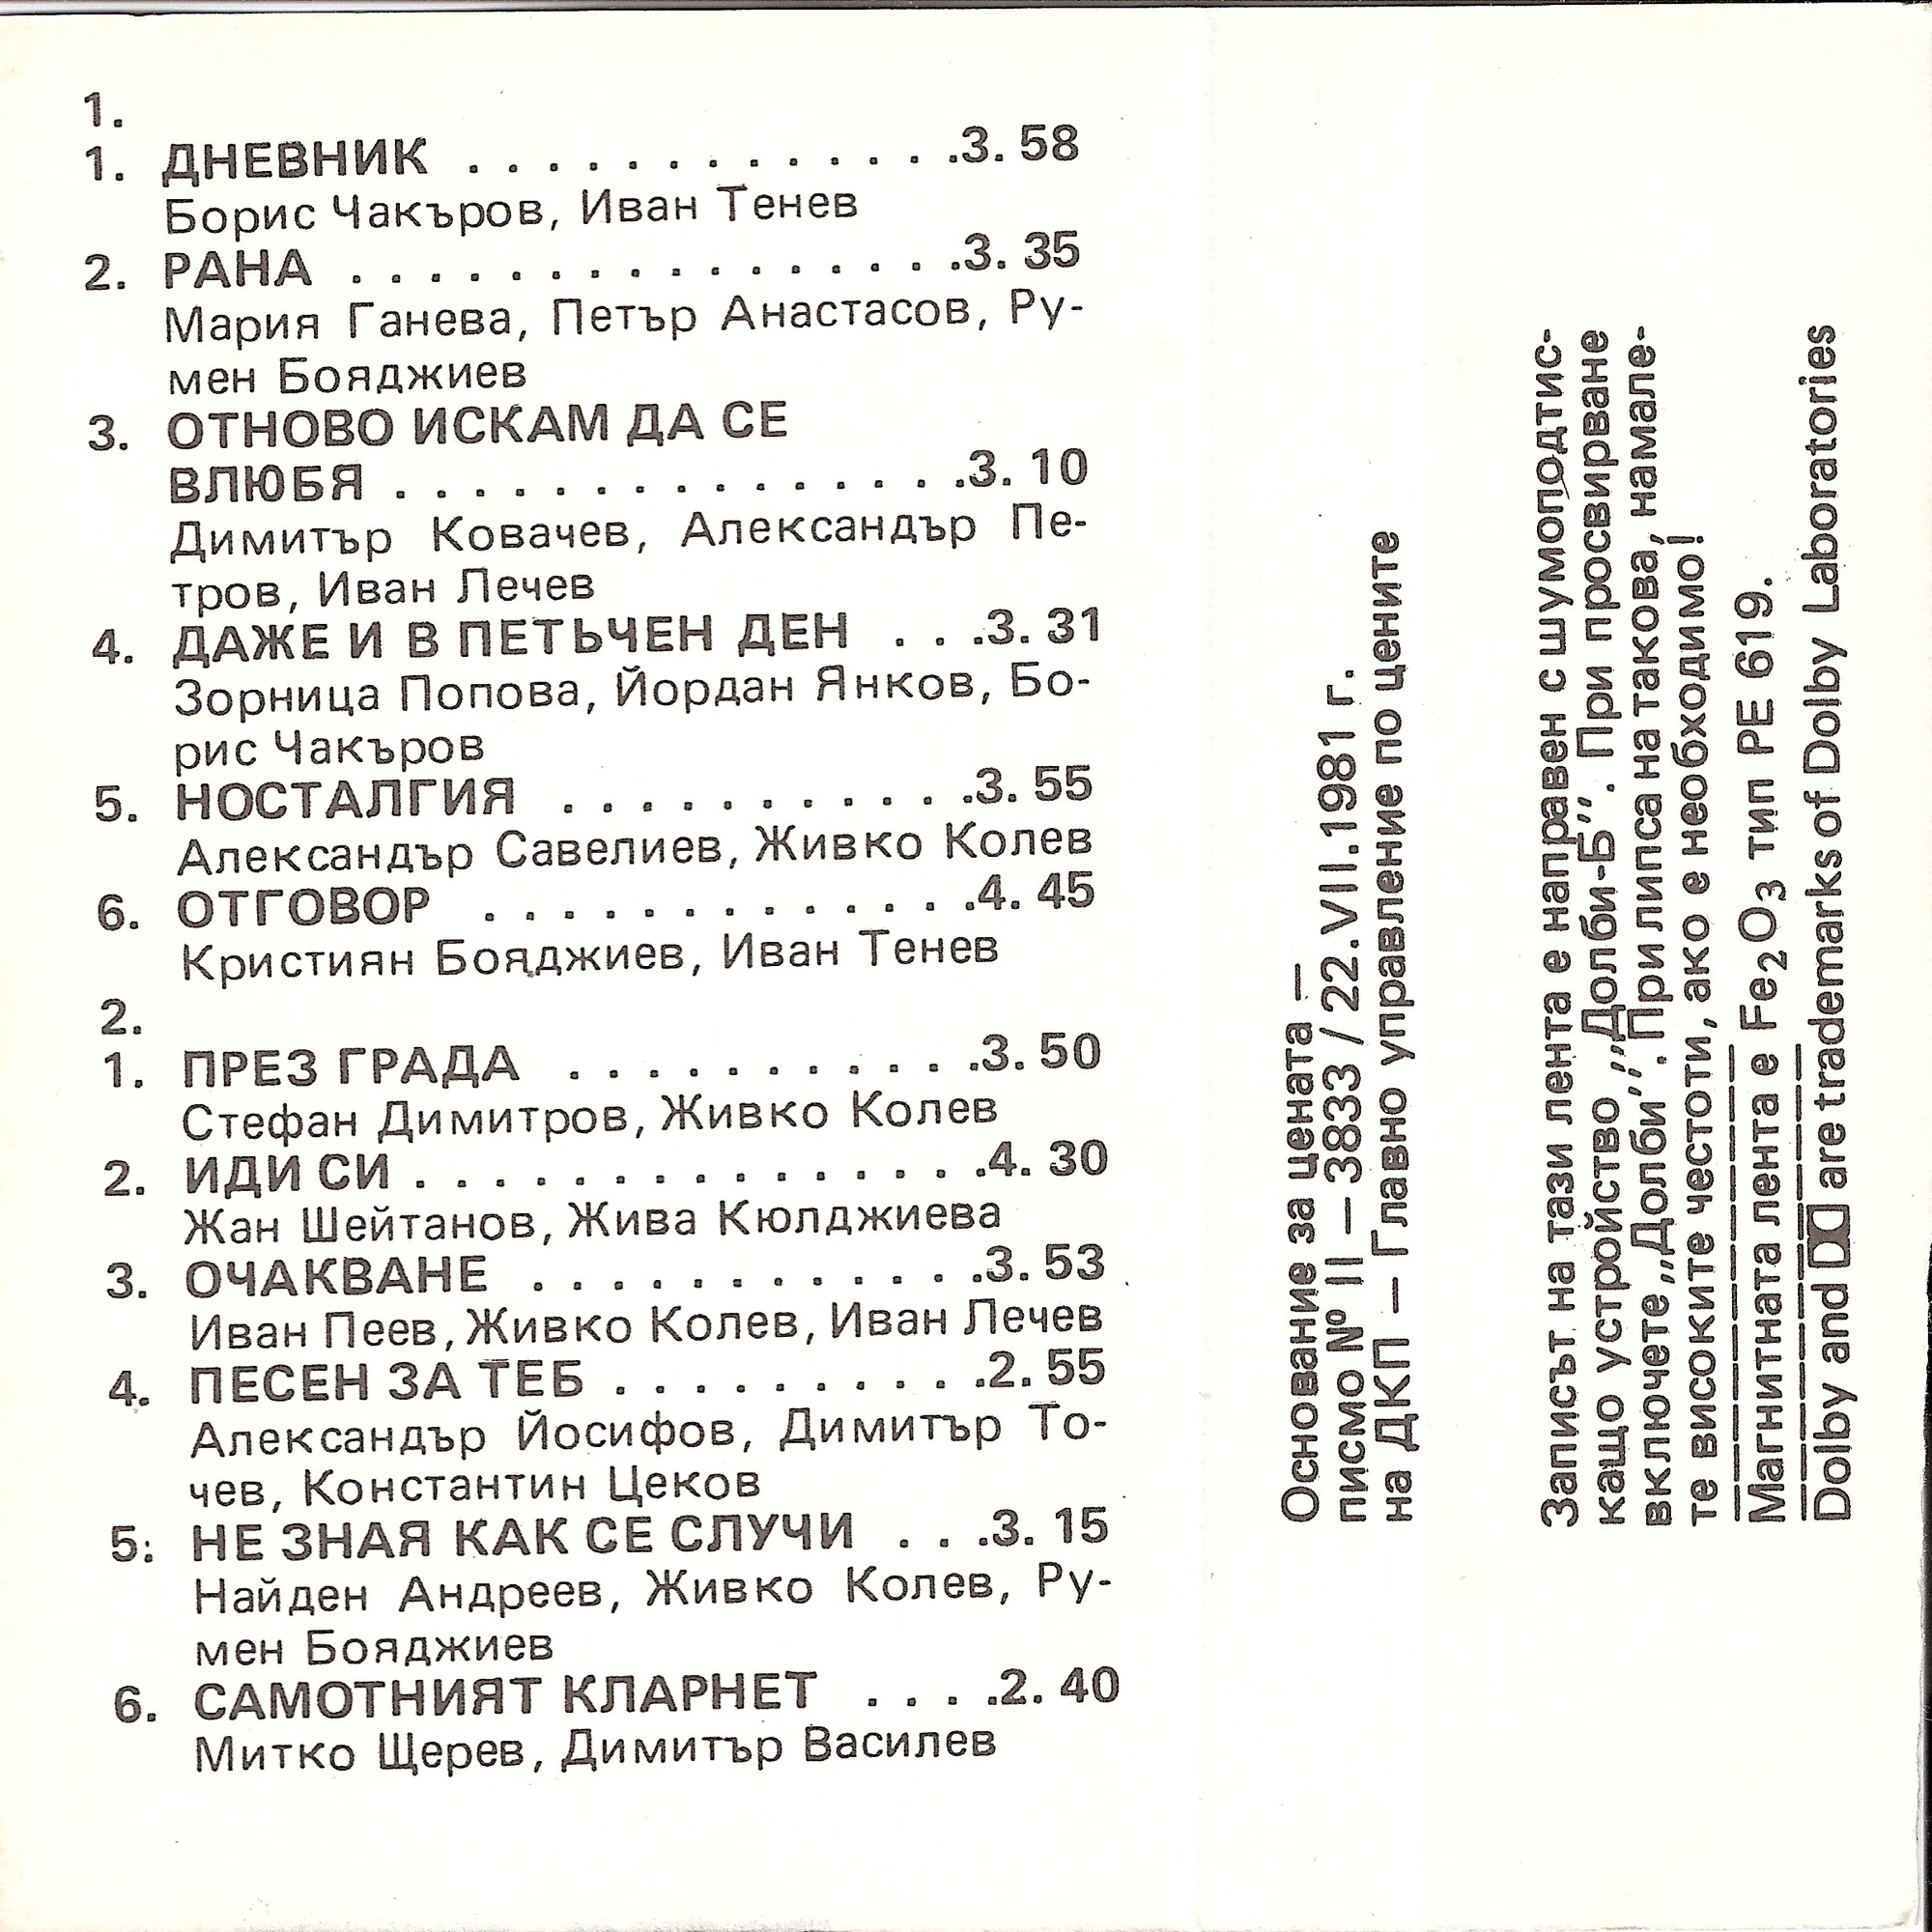 1.
1. ДНЕВНИК . . . . . . . . . . . . .3. 58
Борис Чакъров, Иван Тенев
2. РАНА . . . . . . . . . . . . . . . .3. 35
Мария Ганева, Петър Анастасов, Ру-
мен Бояджиев
3. ОТНОВО ИСКАМ ДА СЕ
ВЛЮБЯ . . . . . . . . . . . . . . .3. 10
Димитър Ковачев, Александър Пе-
тров, Иван Лечев
4. ДАЖЕ И В ПЕТЪЧЕН ДЕН . . .3. 31
Зорница Попова, Йордан Янков, Бо-
рис Чакъров
5. НОСТАЛГИЯ . . . . . . . . . . .3. 55
Александър Савелиев, Живко Колев
6. ОТГОВОР . . . . . . . . . . . . .4. 45
Кристиян Бояджиев, Иван Тенев
2.
1. ПРЕЗ ГРАДА . . . . . . . . . . .3. 50
Стефан Димитров, Живко Колев
2. ИДИ СИ . . . . . . . . . . . . . . .4. 30
Жан Шейтанов, Жива Кюлджиева
3. ОЧАКВАНЕ . . . . . . . . . . . .3. 53
Иван Пеев, Живко Колев, Иван Лечев
4. ПЕСЕН ЗА ТЕБ . . . . . . . . . .2. 55
Александър Йосифов, Димитър То-
чев, Константин Цеков
5: НЕ ЗНАЯ КАК СЕ СЛУЧИ . . .3. 15
Найден Андреев, Живко Колев, Ру-
мен Бояджиев
6. САМОТНИЯТ КЛАРНЕТ . . . .2. 40
Митко Щерев, Димитър Василев
Основание за цената —
писмо № II — 3833 / 22.VII.1981 г.
на ДКП — Главно управление по цените
Записът на тази лента е направен с шумоподтис-
кащо устройство ,,Долби-Б''. При просвирване
включете ,,Долби''. При липса на такова, намале-
те високите честоти, ако е необходимо!
Магнитната лента е Fe₂O₃ тип PE 619.
Dolby and DD are trademarks of Dolby Laboratories